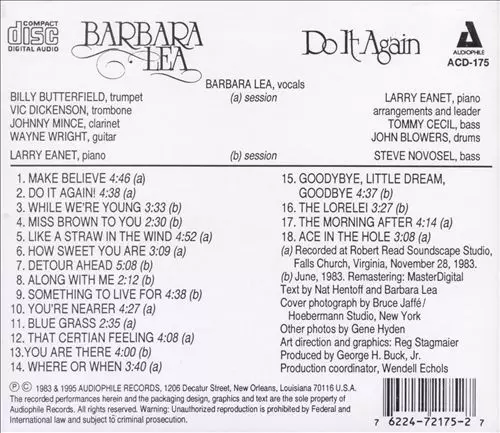 COMPACT
disc
DIGITAL AUDIO
BARBARA
LEA
Do It Again
AUDIOPHILE
ACD-175
BARBARA LEA, vocals
BILLY BUTTERFIELD, trumpet
VIC DICKENSON, trombone
JOHNNY MINCE, clarinet
WAYNE WRIGHT, guitar
(a) session
LARRY EANET, piano
arrangements and leader
TOMMY CECIL, bass
JOHN BLOWERS, drums
LARRY EANET, piano
(b) session
STEVE NOVOSEL, bass
1. MAKE BELIEVE 4:46 (a)
2. DO IT AGAIN! 4:38 (a)
3. WHILE WE'RE YOUNG 3:33 (b)
4. MISS BROWN TO YOU 2:30 (b)
5. LIKE A STRAW IN THE WIND 4:52 (a)
6. HOW SWEET YOU ARE 3:09 (a)
7. DETOUR AHEAD 5:08 (b)
8. ALONG WITH ME 2:12 (b)
9. SOMETHING TO LIVE FOR 4:38 (b)
10. YOU'RE NEARER 4:27 (a)
11. BLUE GRASS 2:35 (a)
12. THAT CERTIAN FEELING 4:08 (a)
13. YOU ARE THERE 4:00 (b)
14. WHERE OR WHEN 3:40 (a)
15. GOODBYE, LITTLE DREAM,
GOODBYE 4:37 (b)
16. THE LORELEI 3:27 (b)
17. THE MORNING AFTER 4:14 (a)
18. ACE IN THE HOLE 3:08 (a)
(a) Recorded at Robert Read Soundscape Studio,
Falls Church, Virginia, November 28, 1983.
(b) June, 1983. Remastering: MasterDigital
Text by Nat Hentoff and Barbara Lea
Cover photograph by Bruce Jaffé/
Hoebermann Studio, New York
Other photos by Gene Hyden
Art direction and graphics: Reg Stagmaier
Produced by George H. Buck, Jr.
Production coordinator, Wendell Echols
℗ © 1983 & 1995 AUDIOPHILE RECORDS, 1206 Decatur Street, New Orleans, Louisiana 70116 U.S.A.
The recorded performances herein and the packaging design, graphics and text are the sole property of
Audiophile Records. All rights reserved. Warning: Unauthorized reproduction is prohibited by Federal and
International law and subject to criminal prosecution.
7 62247-2175-2 7